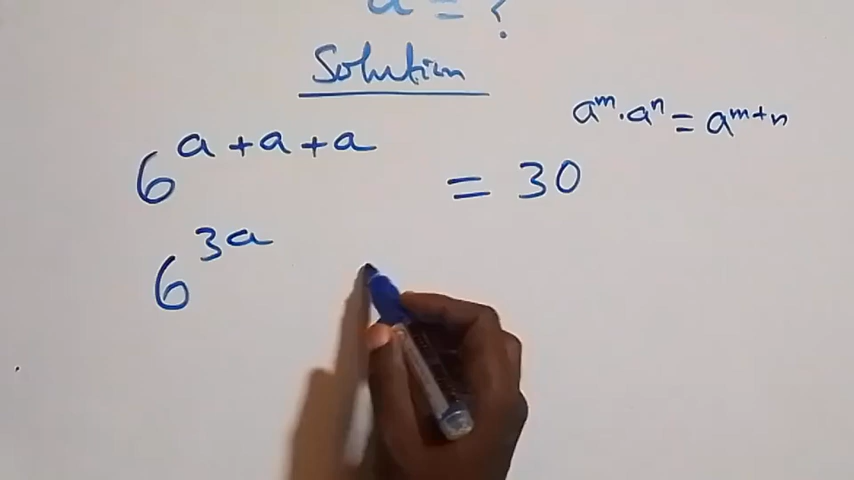 a = ?
Solution
a^m . a^n = a^{m+n}
6^{a+a+a} = 30
6^{3a}